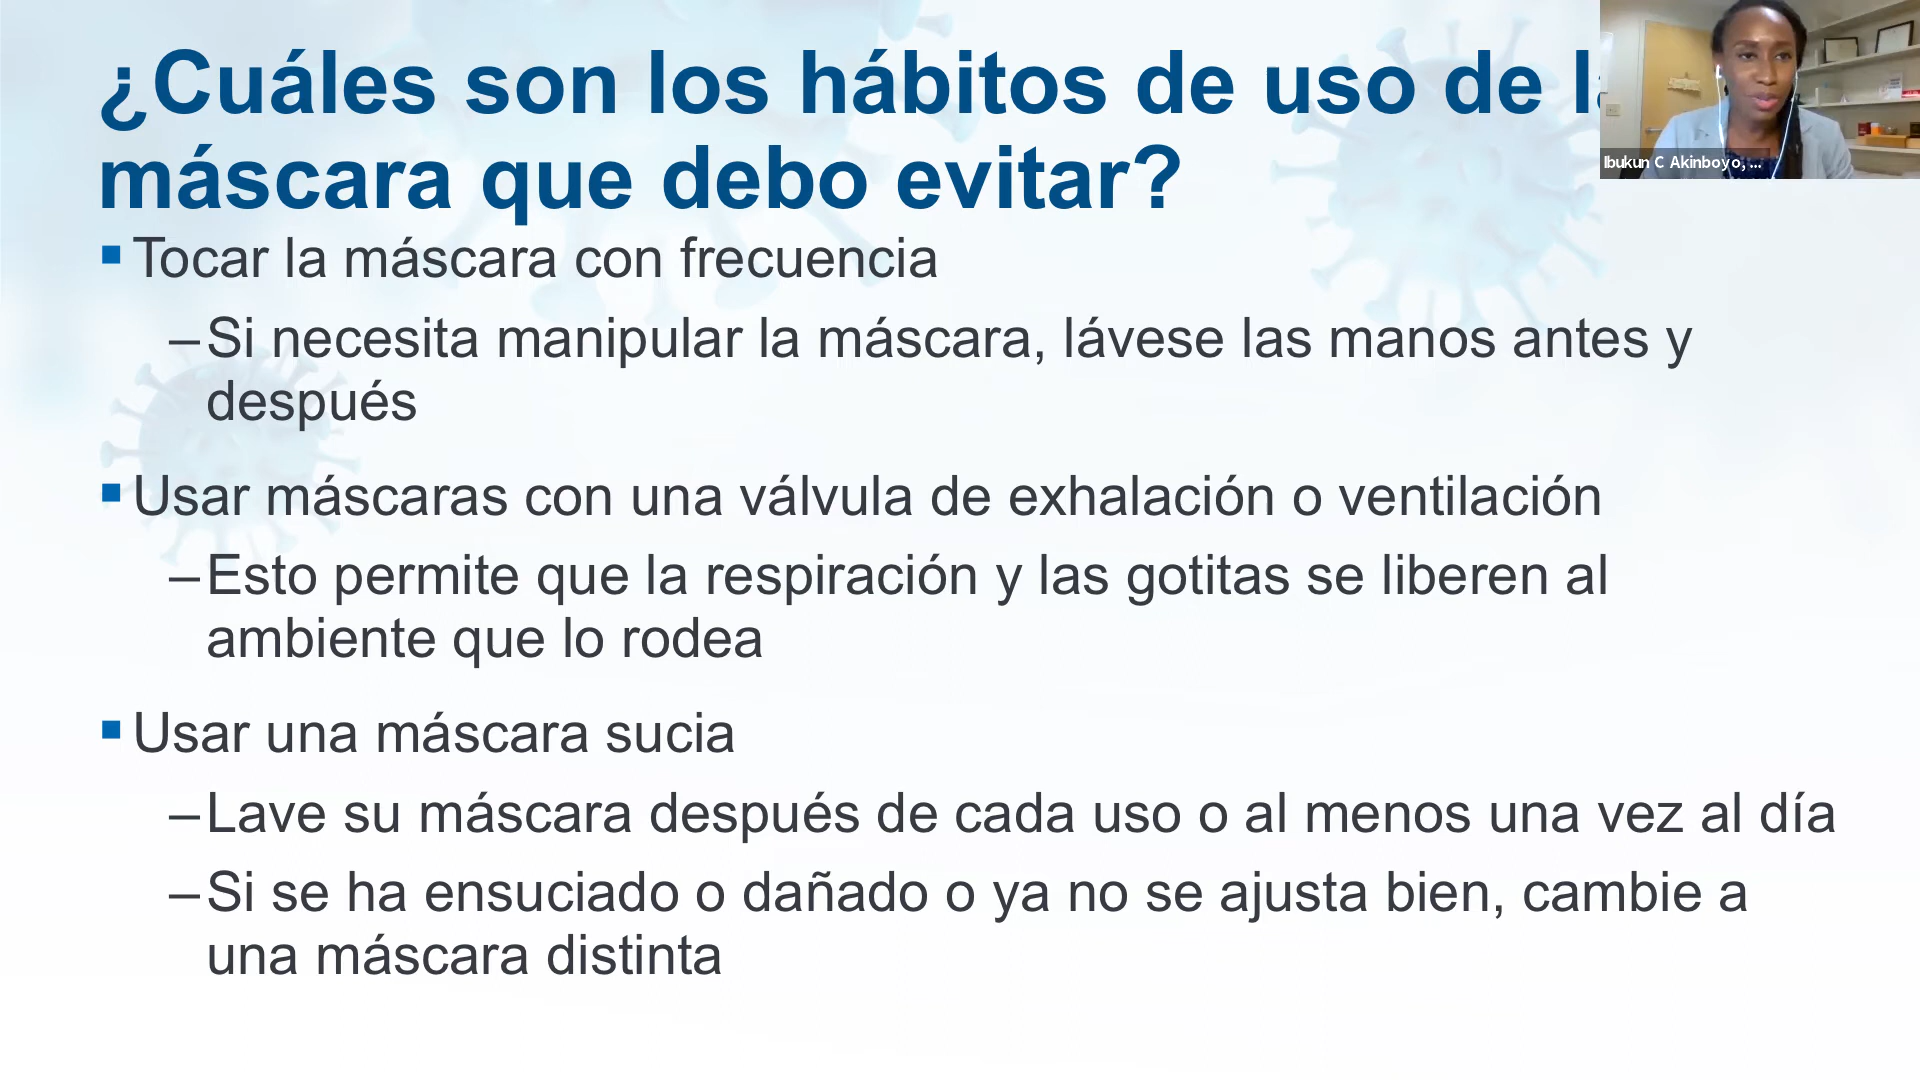 ¿Cuáles son los hábitos de uso de l
máscara que debo evitar?
Ibukun C Akinboyo, ...
▪Tocar la máscara con frecuencia
–Si necesita manipular la máscara, lávese las manos antes y
después
▪Usar máscaras con una válvula de exhalación o ventilación
–Esto permite que la respiración y las gotitas se liberen al
ambiente que lo rodea
▪Usar una máscara sucia
–Lave su máscara después de cada uso o al menos una vez al día
–Si se ha ensuciado o dañado o ya no se ajusta bien, cambie a
una máscara distinta